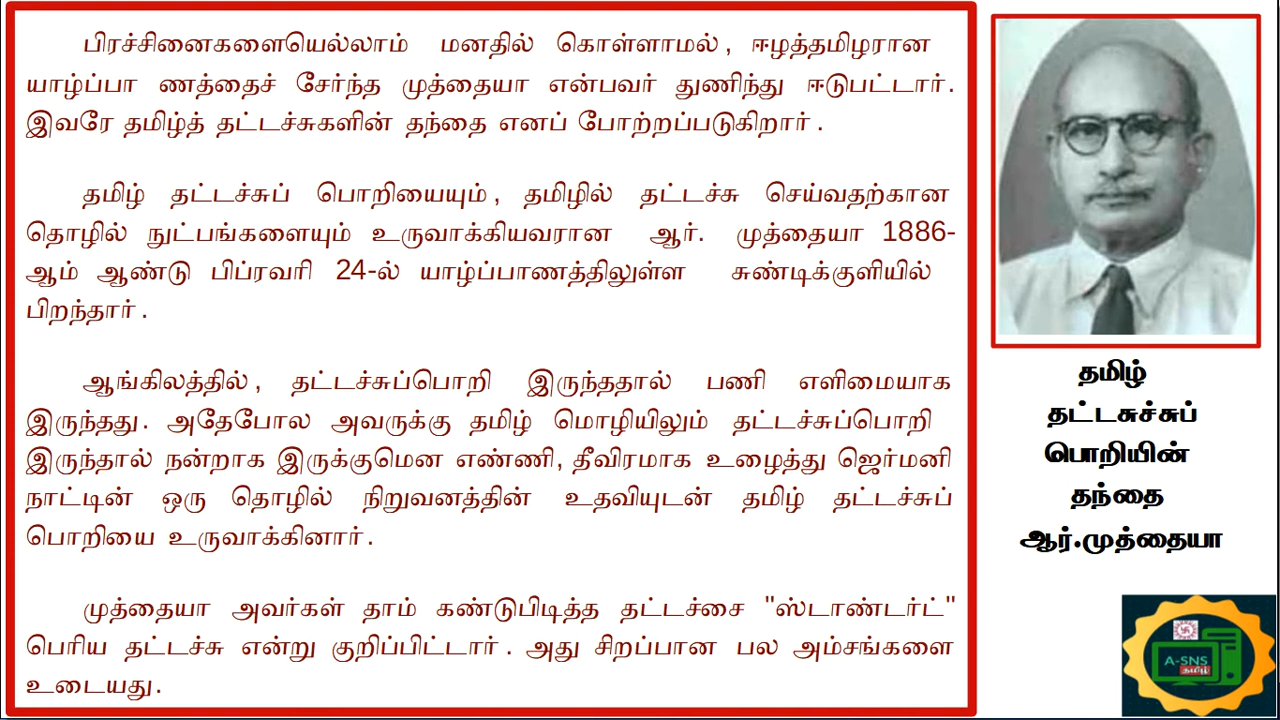 பிரச்சினைகளையெல்லாம் மனதில் கொள்ளாமல் , ஈழத்தமிழரான
யாழ்ப்பா ணத்தைச் சேர்ந்த முத்தையா என்பவர் துணிந்து ஈடுபட்டார்.
இவரே தமிழ்த் தட்டச்சுகளின் தந்தை எனப் போற்றப்படுகிறார் .
தமிழ் தட்டச்சுப் பொறியையும் , தமிழில் தட்டச்சு செய்வதற்கான
தொழில் நுட்பங்களையும் உருவாக்கியவரான ஆர். முத்தையா 1886-
ஆம் ஆண்டு பிப்ரவரி 24-ல் யாழ்ப்பாணத்திலுள்ள சுண்டிக்குளியில்
பிறந்தார் .
ஆங்கிலத்தில் , தட்டச்சுப்பொறி இருந்ததால் பணி எளிமையாக
இருந்தது. அதேபோல அவருக்கு தமிழ் மொழியிலும் தட்டச்சுப்பொறி
இருந்தால் நன்றாக இருக்குமென எண்ணி, தீவிரமாக உழைத்து ஜெர்மனி
நாட்டின் ஒரு தொழில் நிறுவனத்தின் உதவியுடன் தமிழ் தட்டச்சுப்
பொறியை உருவாக்கினார்.
முத்தையா அவர்கள் தாம் கண்டுபிடித்த தட்டச்சை "ஸ்டாண்டர்ட்"
பெரிய தட்டச்சு என்று குறிப்பிட்டார் . அது சிறப்பான பல அம்சங்களை
உடையது.
தமிழ்
தட்டசுச்சுப்
பொறியின்
தந்தை
ஆர்.முத்தையா
A-SNS
தமிழ்